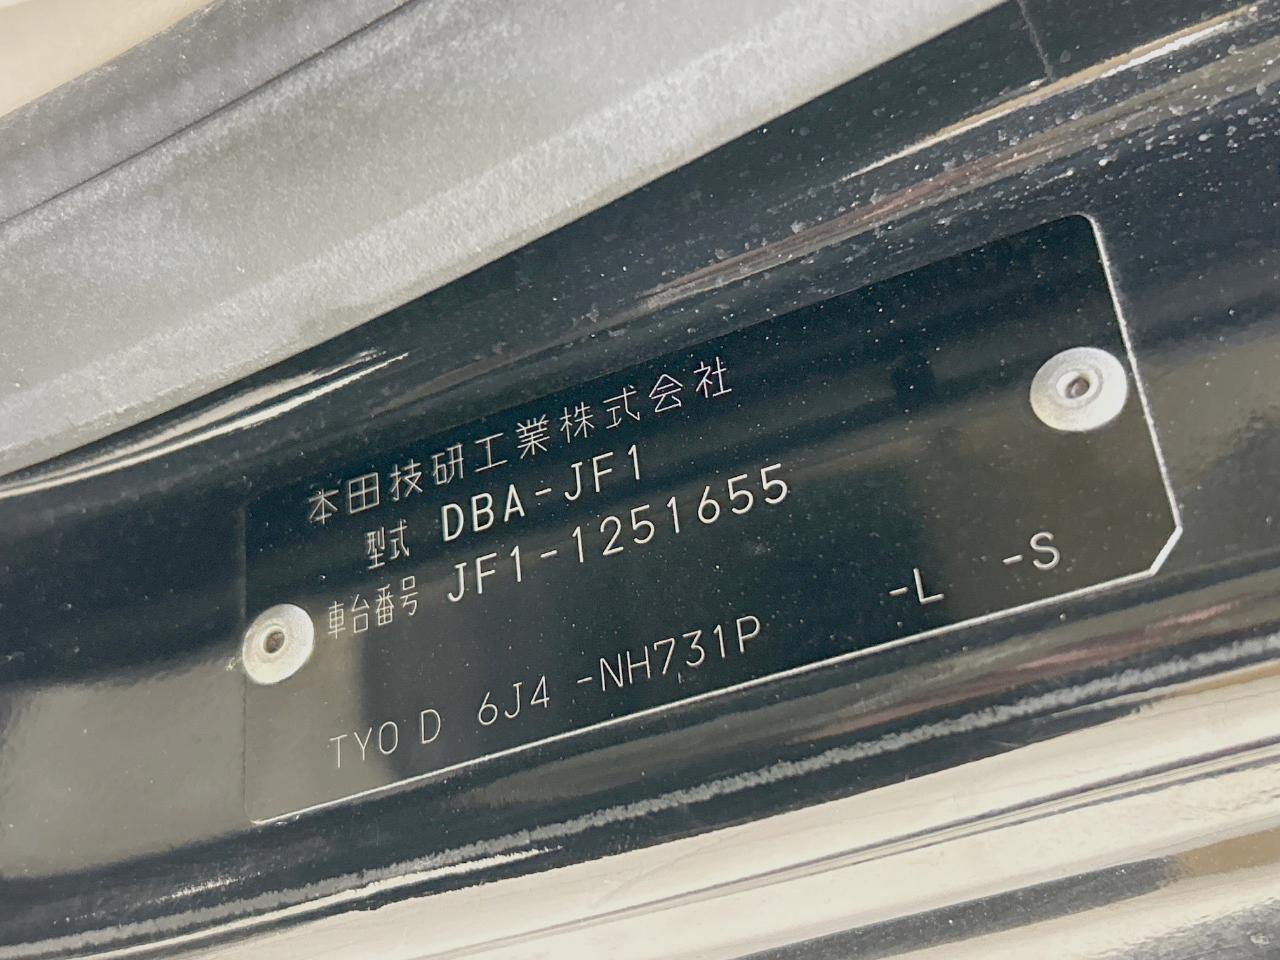 本田技研工業株式会社
型式 DBA-JF1
車台番号 JF1-1251655
TYO D 6J4 -NH731P -L -S